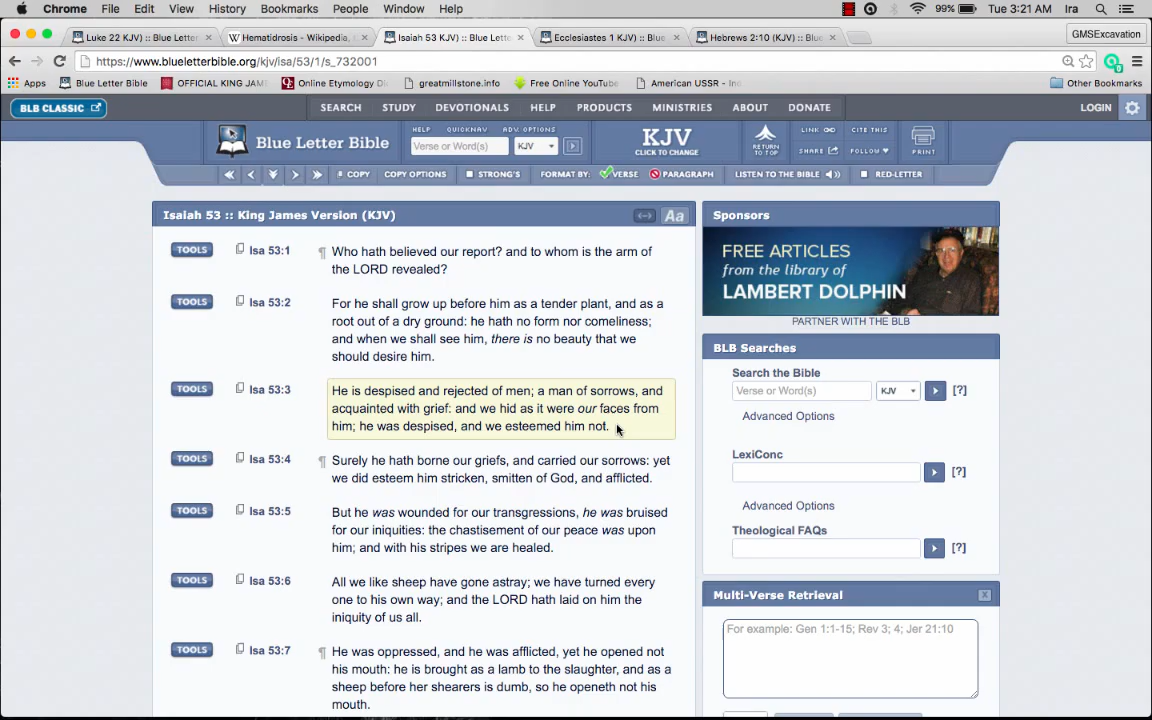 Chrome File Edit View History Bookmarks People Window Help 99% Tue 3:21 AM Ira
Luke 22 KJV) :: Blue Letter Hematidrosis - Wikipedia, Isaiah 53 KJV) :: Blue Lette Ecclesiastes 1 KJV) :: Blue Hebrews 2:10 (KJV) :: Blue GMSExcavation
https://www.blueletterbible.org/kjv/isa/53/1/s_732001
Apps Blue Letter Bible OFFICIAL KING JAM Online Etymology Di greatmillstone.info Free Online YouTube American USSR - In Other Bookmarks
BLB CLASSIC SEARCH STUDY DEVOTIONALS HELP PRODUCTS MINISTRIES ABOUT DONATE LOGIN
Blue Letter Bible
HELP QUICKNAV ADV. OPTIONS
Verse or Word(s) KJV
KJV
CLICK TO CHANGE
RETURN
TO TOP
LINK CITE THIS
SHARE FOLLOW
PRINT
COPY COPY OPTIONS STRONG'S FORMAT BY: VERSE PARAGRAPH LISTEN TO THE BIBLE RED-LETTER
Isaiah 53 :: King James Version (KJV) Aa
TOOLS Isa 53:1 ¶ Who hath believed our report? and to whom is the arm of
the LORD revealed?
TOOLS Isa 53:2 For he shall grow up before him as a tender plant, and as a
root out of a dry ground: he hath no form nor comeliness;
and when we shall see him, there is no beauty that we
should desire him.
TOOLS Isa 53:3 He is despised and rejected of men; a man of sorrows, and
acquainted with grief: and we hid as it were our faces from
him; he was despised, and we esteemed him not.
TOOLS Isa 53:4 ¶ Surely he hath borne our griefs, and carried our sorrows: yet
we did esteem him stricken, smitten of God, and afflicted.
TOOLS Isa 53:5 But he was wounded for our transgressions, he was bruised
for our iniquities: the chastisement of our peace was upon
him; and with his stripes we are healed.
TOOLS Isa 53:6 All we like sheep have gone astray; we have turned every
one to his own way; and the LORD hath laid on him the
iniquity of us all.
TOOLS Isa 53:7 ¶ He was oppressed, and he was afflicted, yet he opened not
his mouth: he is brought as a lamb to the slaughter, and as a
sheep before her shearers is dumb, so he openeth not his
mouth.
Sponsors
FREE ARTICLES
from the library of
LAMBERT DOLPHIN
PARTNER WITH THE BLB
BLB Searches
Search the Bible
Verse or Word(s) KJV [?]
Advanced Options
LexiConc
[?]
Advanced Options
Theological FAQs
[?]
Multi-Verse Retrieval X
For example: Gen 1:1-15; Rev 3; 4; Jer 21:10